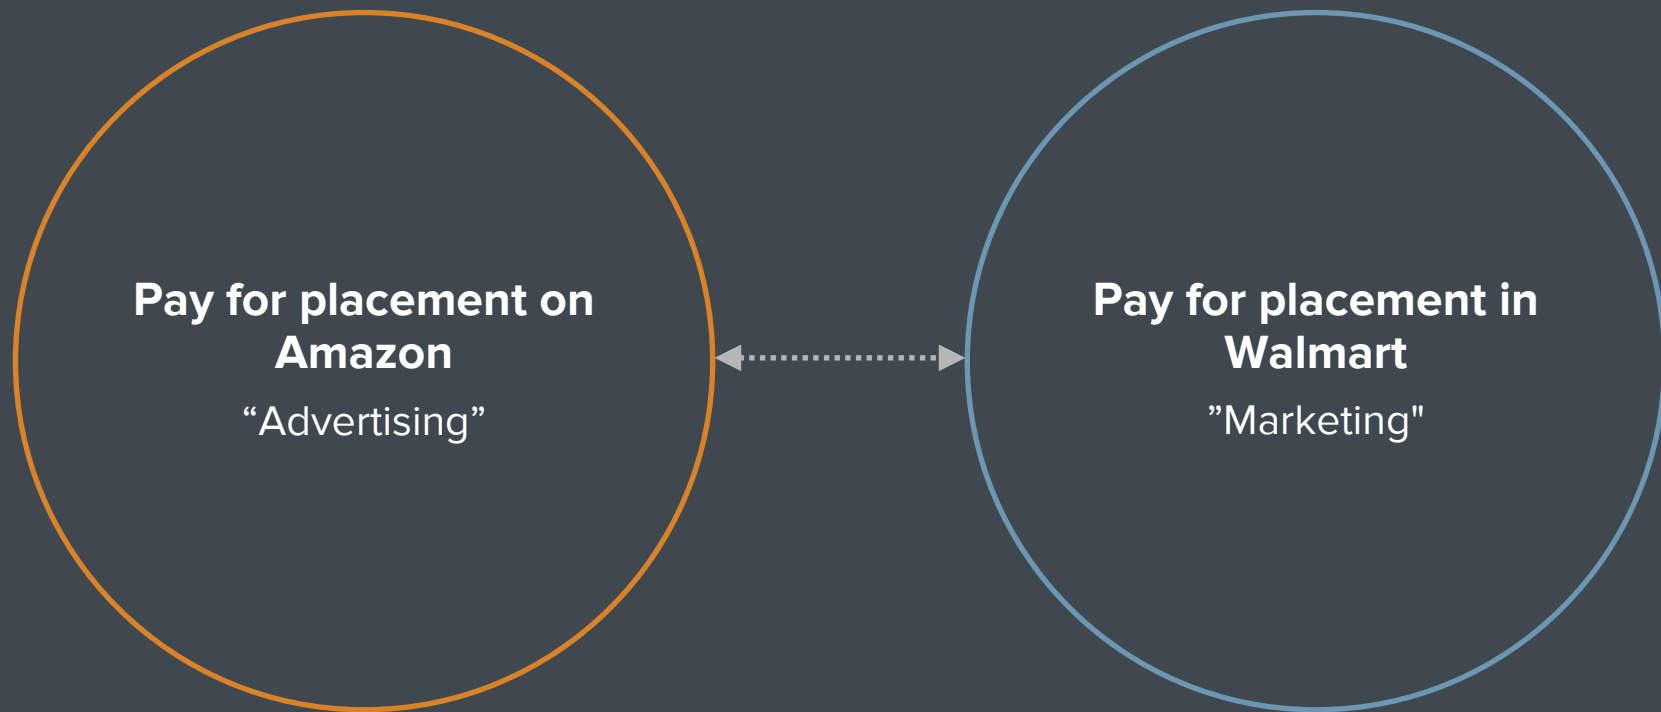 Pay for placement on
Amazon
“Advertising”
Pay for placement in
Walmart
”Marketing"